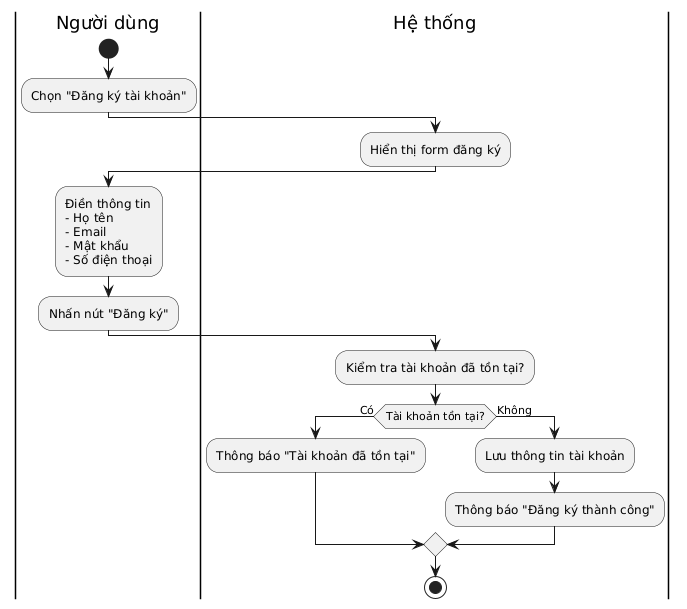 Người dùng
Hệ thống
Chọn "Đăng ký tài khoản"
Hiển thị form đăng ký
Điền thông tin
- Họ tên
- Email
- Mật khẩu
- Số điện thoại
Nhấn nút "Đăng ký"
Kiểm tra tài khoản đã tồn tại?
Tài khoản tồn tại?
Có
Không
Thông báo "Tài khoản đã tồn tại"
Lưu thông tin tài khoản
Thông báo "Đăng ký thành công"